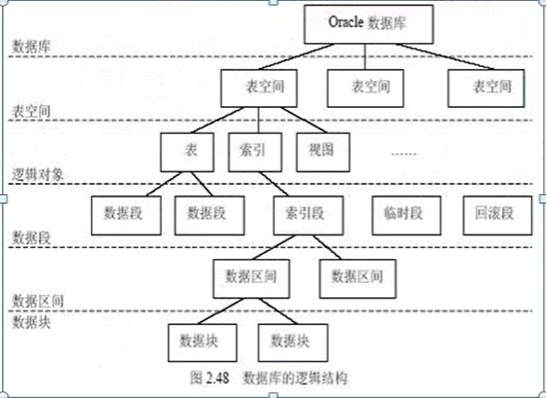 Oracle 数据库
数据库
表空间 表空间 表空间
表空间
表 索引 视图 ……
逻辑对象
数据段 数据段 索引段 临时段 回滚段
数据段
数据区间 数据区间
数据区间
数据块
数据块 数据块
图 2.48 数据库的逻辑结构